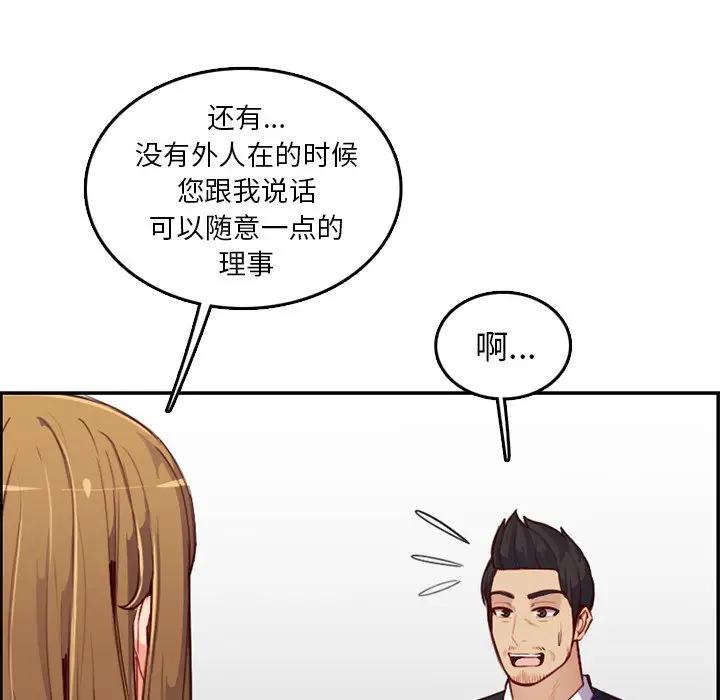 还有...
没有外人在的时候
您跟我说话
可以随意一点的
理事
啊...